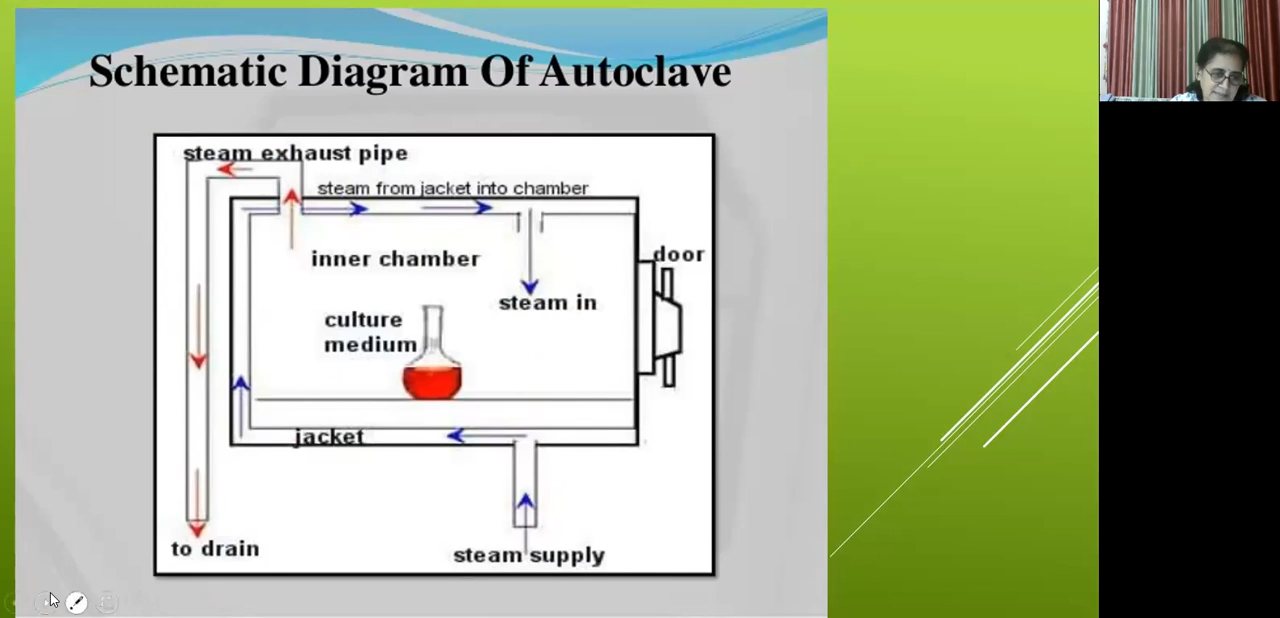 Schematic Diagram Of Autoclave
steam exhaust pipe
steam from jacket into chamber
inner chamber
door
steam in
culture
medium
jacket
to drain
steam supply